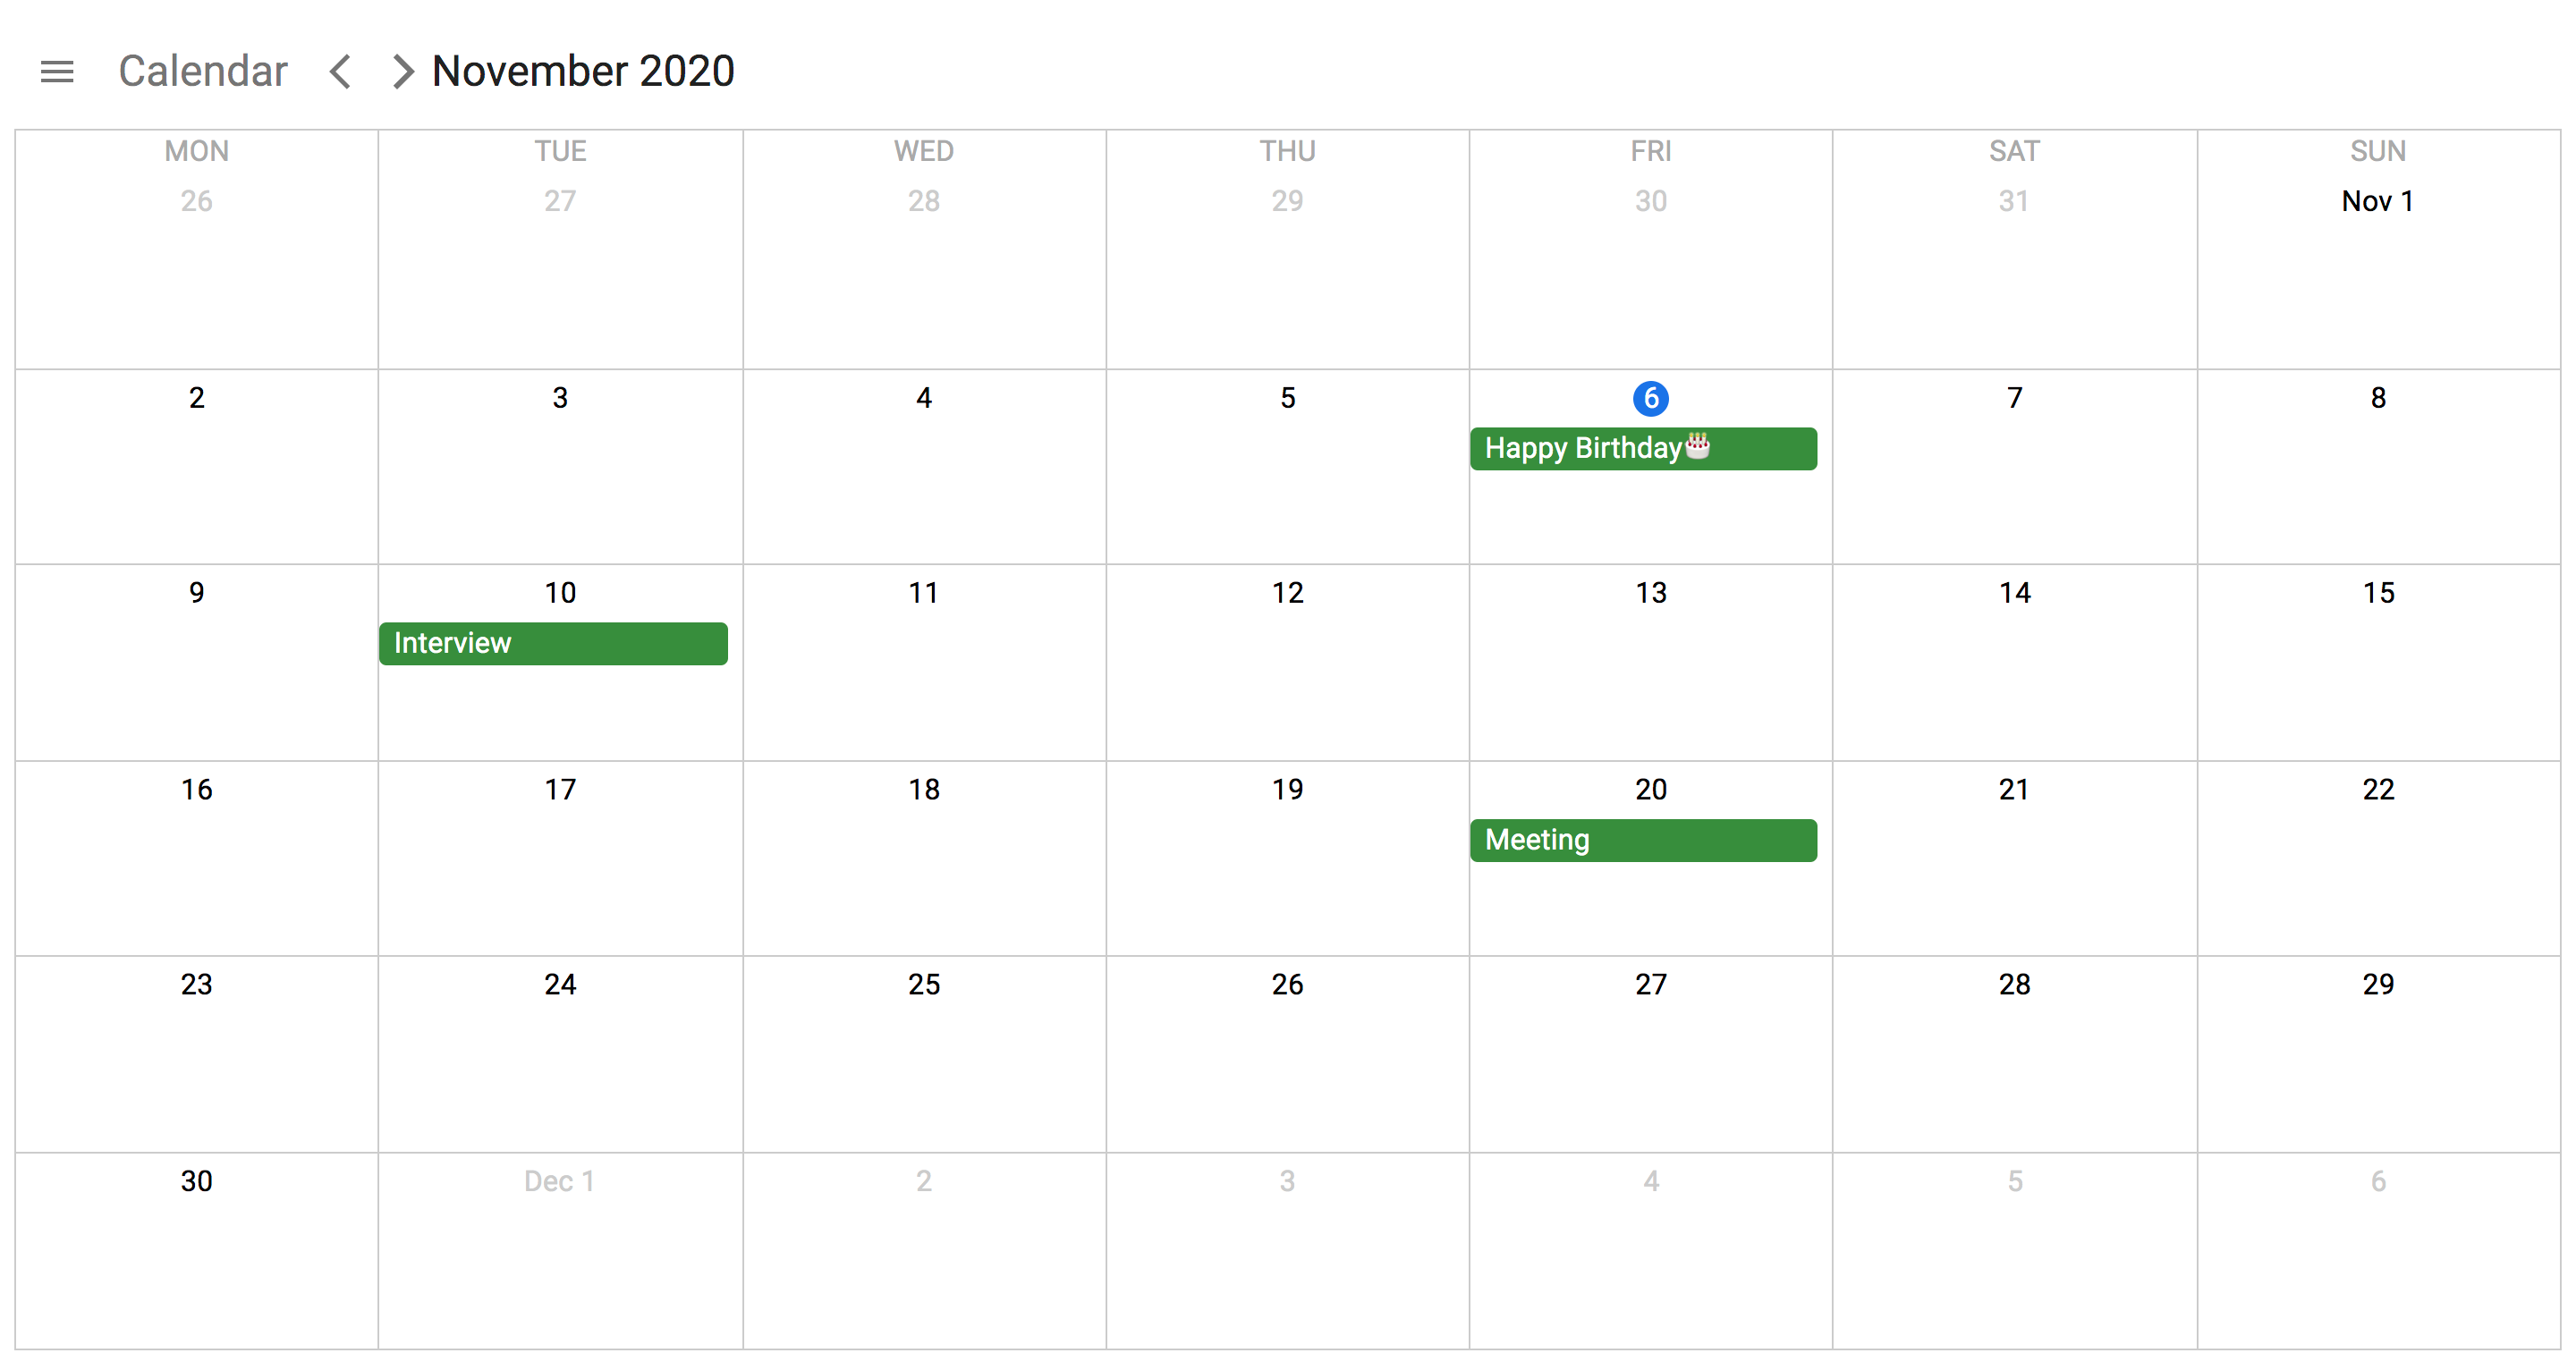 Calendar November 2020
MON TUE WED THU FRI SAT SUN
26 27 28 29 30 31 Nov 1
2 3 4 5 6 7 8
Happy Birthday🎂
9 10 11 12 13 14 15
Interview
16 17 18 19 20 21 22
Meeting
23 24 25 26 27 28 29
30 Dec 1 2 3 4 5 6